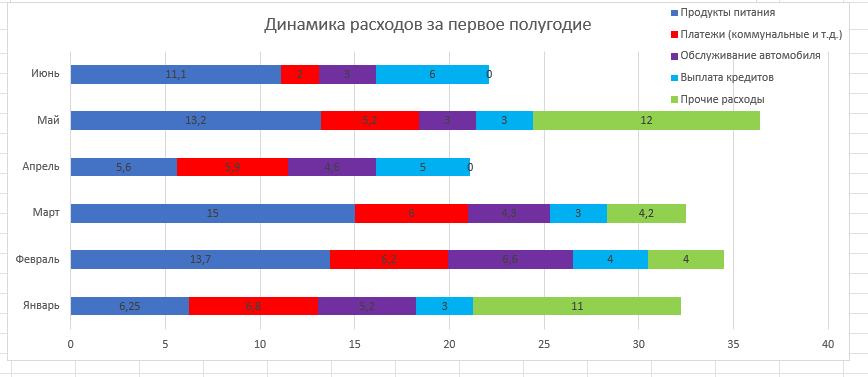 Динамика расходов за первое полугодие
Продукты питания
Платежи (коммунальные и т.д.)
Обслуживание автомобиля
Выплата кредитов
Прочие расходы
Июнь 11,1 2 3 6 0
Май 13,2 5,2 3 3 12
Апрель 5,6 5,9 4,6 5 0
Март 15 6 4,3 3 4,2
Февраль 13,7 6,2 6,6 4 4
Январь 6,25 6,8 5,2 3 11
0 5 10 15 20 25 30 35 40